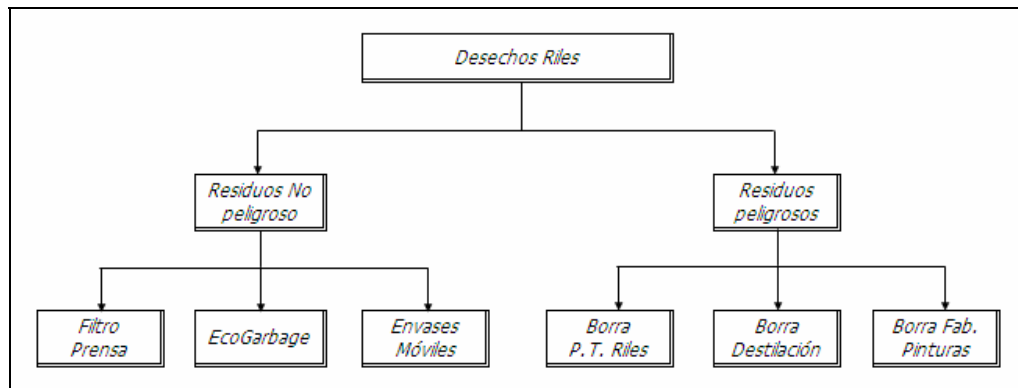 Desechos Riles
Residuos No
peligroso
Residuos
peligrosos
Filtro
Prensa
EcoGarbage
Envases
Móviles
Borra
P. T. Riles
Borra
Destilación
Borra Fab.
Pinturas